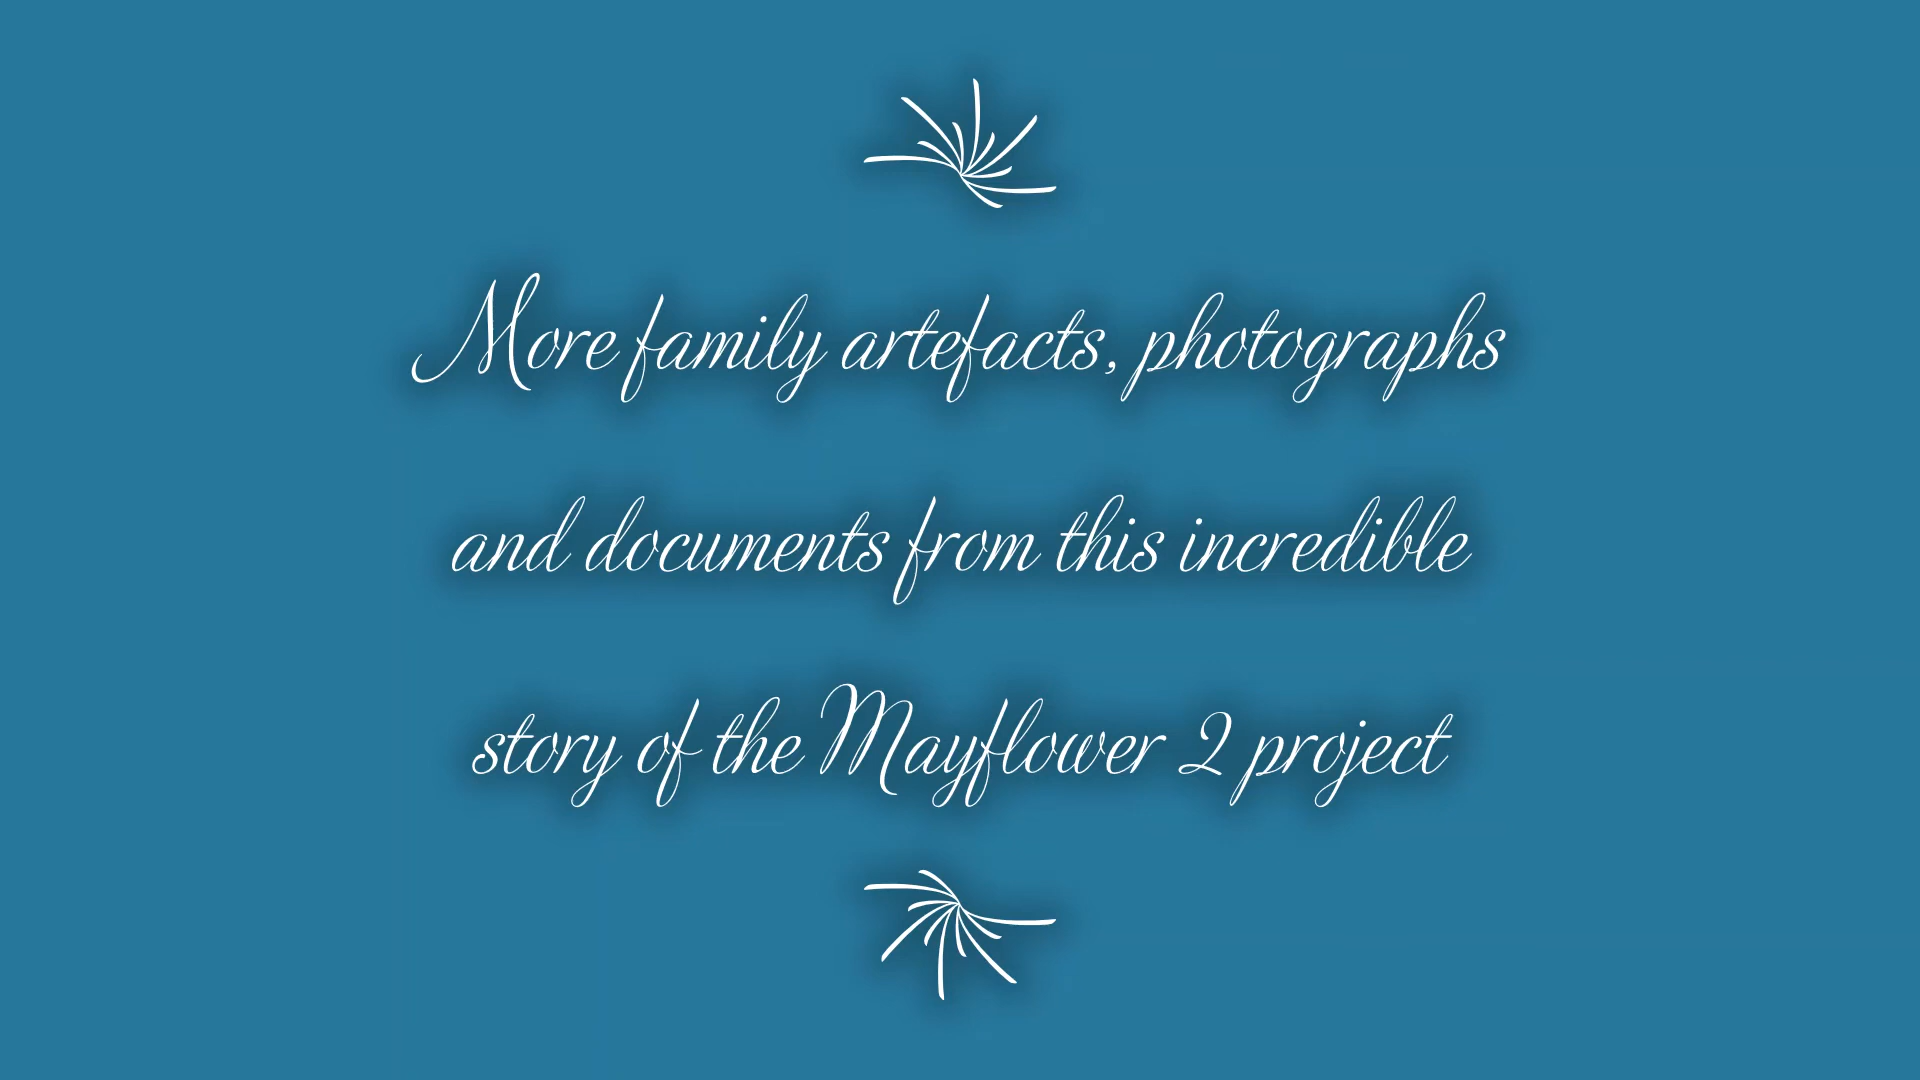 More family artefacts, photographs
and documents from this incredible
story of the Mayflower 2 project